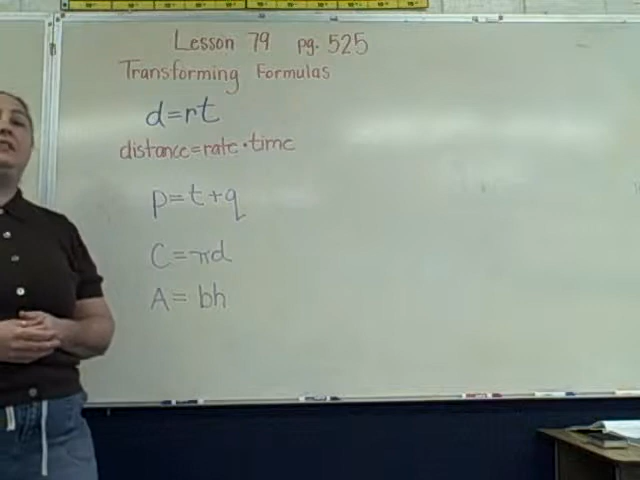 Lesson 79 pg. 525
Transforming Formulas
d=rt
distance=rate·time
p=t+q
C=πd
A=bh